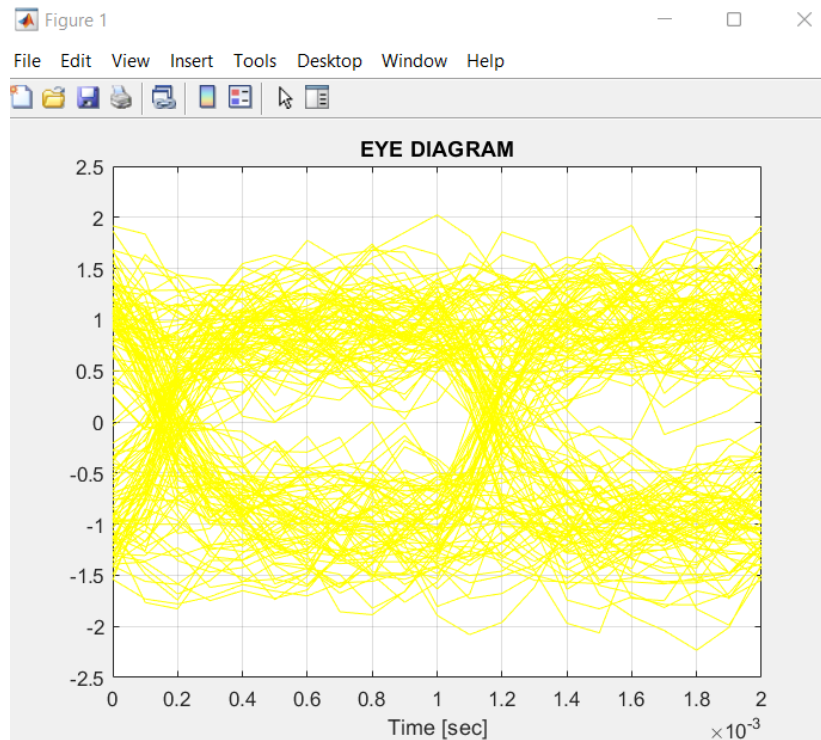 Figure 1
File Edit View Insert Tools Desktop Window Help
EYE DIAGRAM
2.5
2
1.5
1
0.5
0
-0.5
-1
-1.5
-2
-2.5
0 0.2 0.4 0.6 0.8 1 1.2 1.4 1.6 1.8 2
Time [sec]
×10⁻³